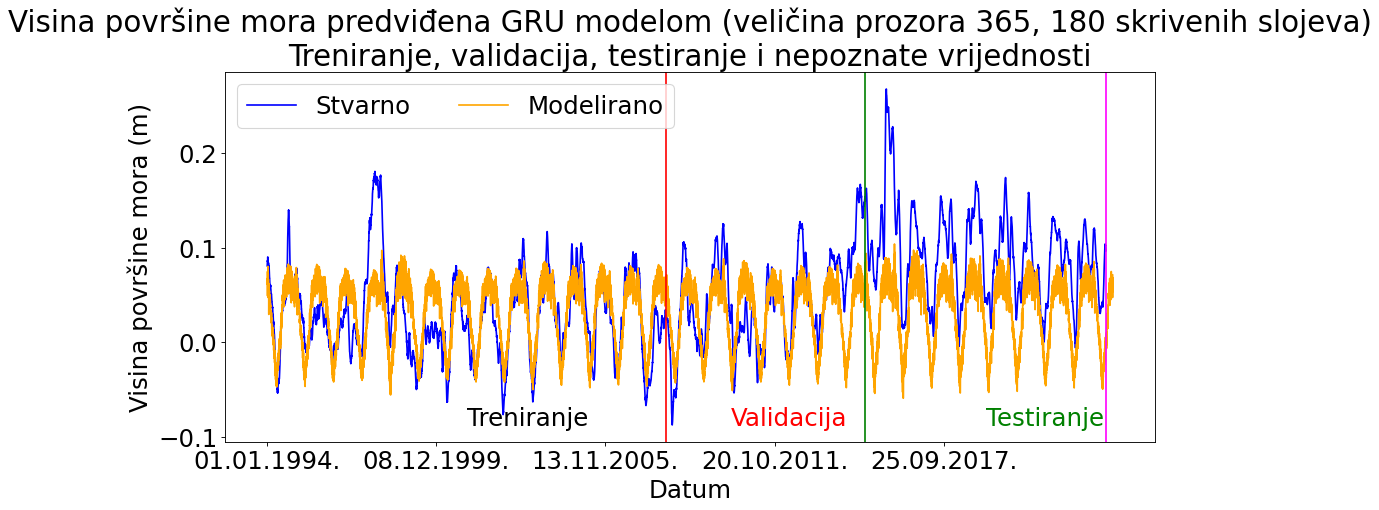 Visina površine mora predviđena GRU modelom (veličina prozora 365, 180 skrivenih slojeva)
Treniranje, validacija, testiranje i nepoznate vrijednosti
Stvarno Modelirano
Visina površine mora (m)
0.2
0.1
0.0
−0.1
Treniranje Validacija Testiranje
01.01.1994. 08.12.1999. 13.11.2005. 20.10.2011. 25.09.2017.
Datum